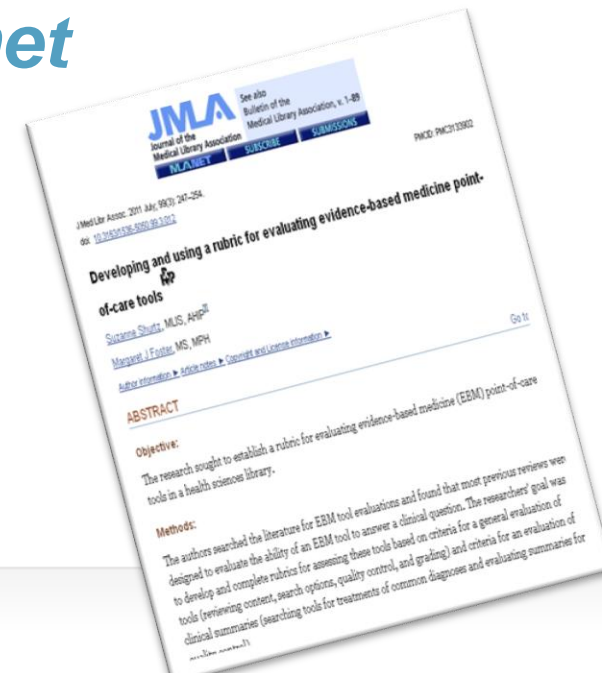 net
JMLA
Journal of the
Medical Library Association
See also
Bulletin of the
Medical Library Association, v. 1-89
MLANET
SUBSCRIBE
SUBMISSIONS
PMCID: PMC3133902
J Med Libr Assoc. 2011 July; 99(3): 247–254.
doi: 10.3163/1536-5050.99.3.012
Developing and using a rubric for evaluating evidence-based medicine point-
of-care tools
Suzanne Shurtz, MLIS, AHIP
Margaret J Foster, MS, MPH
Author information ► Article notes ► Copyright and License information ►
Go to
ABSTRACT
Objective:
The research sought to establish a rubric for evaluating evidence-based medicine (EBM) point-of-care
tools in a health sciences library.
Methods:
The authors searched the literature for EBM tool evaluations and found that most previous reviews wer
designed to evaluate the ability of an EBM tool to answer a clinical question. The researchers' goal was
to develop and complete rubrics for assessing these tools based on criteria for a general evaluation of
tools (reviewing content, search options, quality control, and grading) and criteria for an evaluation of
clinical summaries (searching tools for treatments of common diagnoses and evaluating summaries for
quality control).